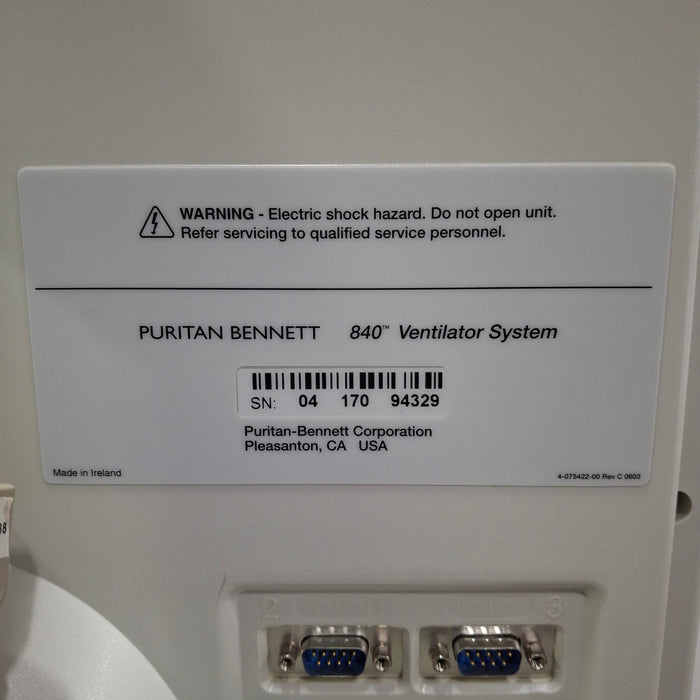 WARNING - Electric shock hazard. Do not open unit.
Refer servicing to qualified service personnel.
PURITAN BENNETT 840™ Ventilator System
SN: 04 170 94329
Puritan-Bennett Corporation
Pleasanton, CA USA
Made in Ireland
4-075422-00 Rev C 0603
2 IOIOI IOIOI 3